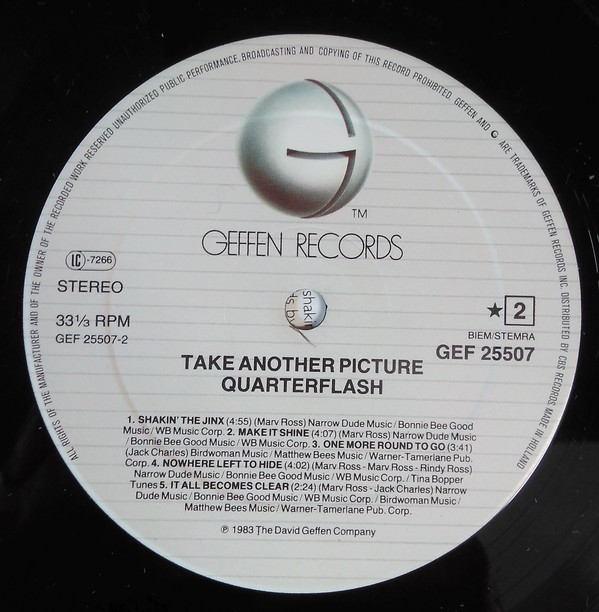 ALL RIGHTS OF THE MANUFACTURER AND OF THE OWNER OF THE RECORDED WORK RESERVED UNAUTHORIZED PUBLIC PERFORMANCE, BROADCASTING AND COPYING OF THIS RECORD PROHIBITED. GEFFEN AND G ARE TRADEMARKS OF GEFFEN RECORDS INC. DISTRIBUTED BY CBS RECORDS MADE IN HOLLAND
TM
GEFFEN RECORDS
LC-7266
STEREO
33⅓ RPM
GEF 25507-2
shak
★ 2
BIEM/STEMRA
GEF 25507
TAKE ANOTHER PICTURE
QUARTERFLASH
1. SHAKIN' THE JINX (4:55) (Marv Ross) Narrow Dude Music / Bonnie Bee Good
Music / WB Music Corp. 2. MAKE IT SHINE (4:07) (Marv Ross) Narrow Dude Music
/ Bonnie Bee Good Music / WB Music Corp. 3. ONE MORE ROUND TO GO (3:41)
(Jack Charles) Birdwoman Music / Matthew Bees Music / Warner-Tamerlane Pub.
Corp. 4. NOWHERE LEFT TO HIDE (4:02) (Marv Ross - Marv Ross - Rindy Ross)
Narrow Dude Music / Bonnie Bee Good Music / WB Music Corp. / Tina Bopper
Tunes 5. IT ALL BECOMES CLEAR (2:24) (Marv Ross - Jack Charles) Narrow
Dude Music / Bonnie Bee Good Music / WB Music Corp. / Birdwoman Music /
Matthew Bees Music / Warner-Tamerlane Pub. Corp.
℗ 1983 The David Geffen Company